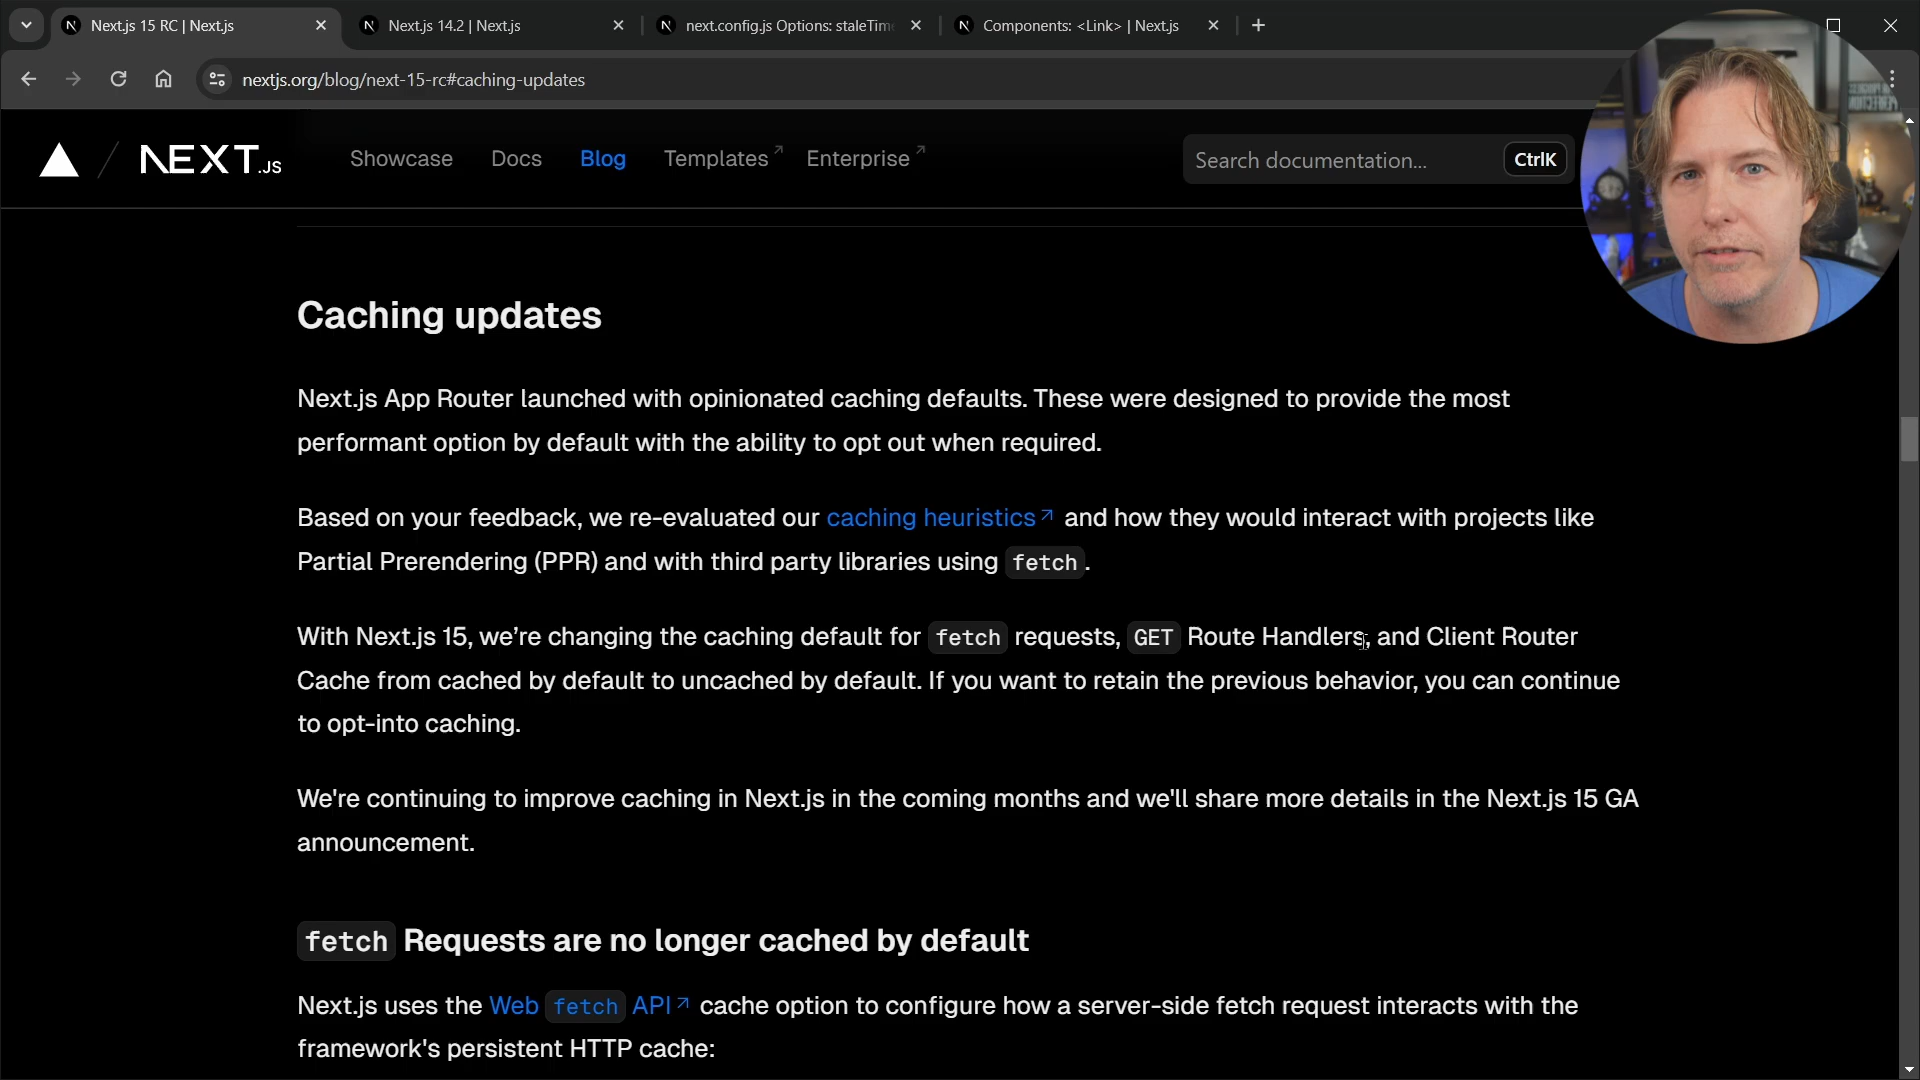 Next.js 15 RC | Next.js
Next.js 14.2 | Next.js
next.config.js Options: staleTime
Components: <Link> | Next.js
nextjs.org/blog/next-15-rc#caching-updates
NEXT.JS
Showcase
Docs
Blog
Templates
Enterprise
Search documentation...
CtrlK
Caching updates
Next.js App Router launched with opinionated caching defaults. These were designed to provide the most
performant option by default with the ability to opt out when required.
Based on your feedback, we re-evaluated our caching heuristics and how they would interact with projects like
Partial Prerendering (PPR) and with third party libraries using fetch.
With Next.js 15, we’re changing the caching default for fetch requests, GET Route Handlers, and Client Router
Cache from cached by default to uncached by default. If you want to retain the previous behavior, you can continue
to opt-into caching.
We're continuing to improve caching in Next.js in the coming months and we'll share more details in the Next.js 15 GA
announcement.
fetch Requests are no longer cached by default
Next.js uses the Web fetch API cache option to configure how a server-side fetch request interacts with the
framework's persistent HTTP cache: